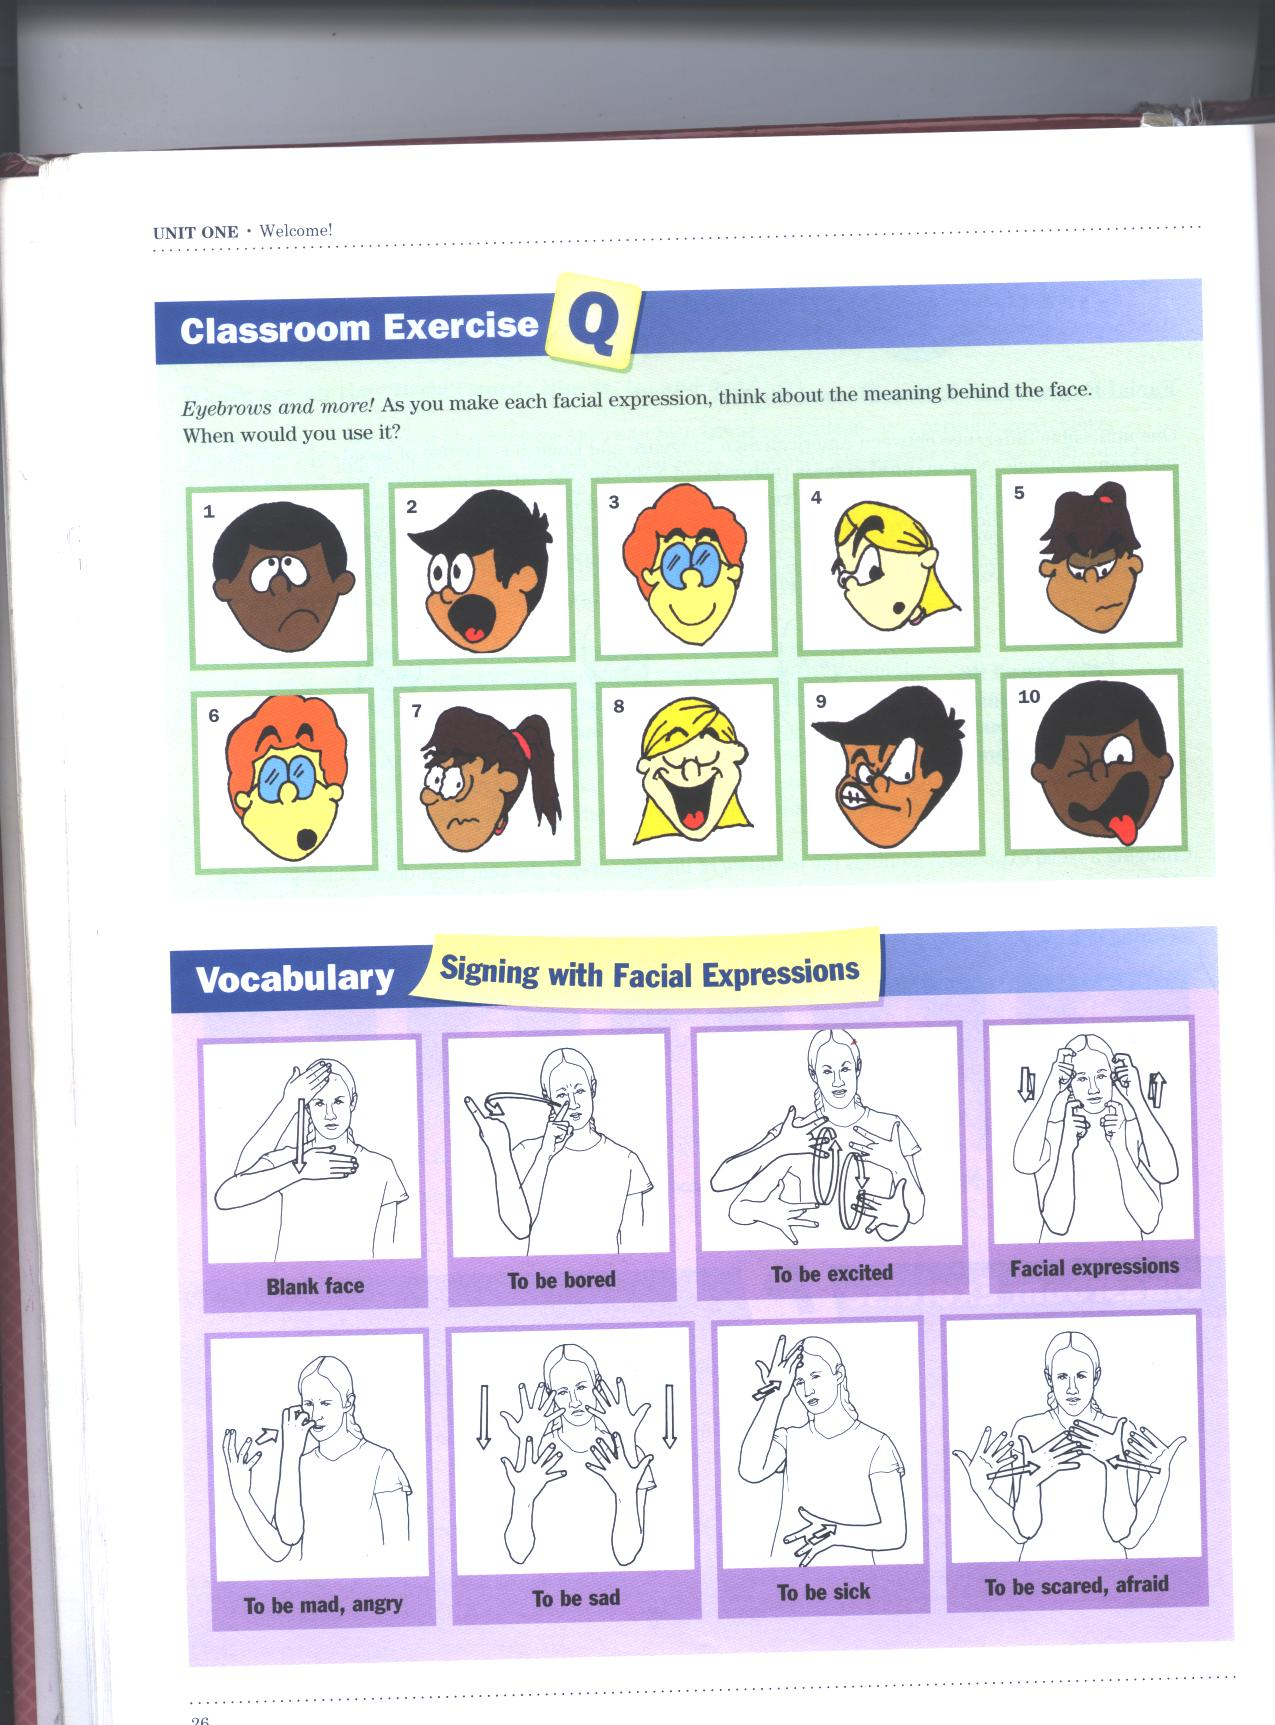 UNIT ONE • Welcome!
Classroom Exercise Q
Eyebrows and more! As you make each facial expression, think about the meaning behind the face.
When would you use it?
1
2
3
4
5
6
7
8
9
10
Vocabulary Signing with Facial Expressions
Blank face
To be bored
To be excited
Facial expressions
To be mad, angry
To be sad
To be sick
To be scared, afraid
26